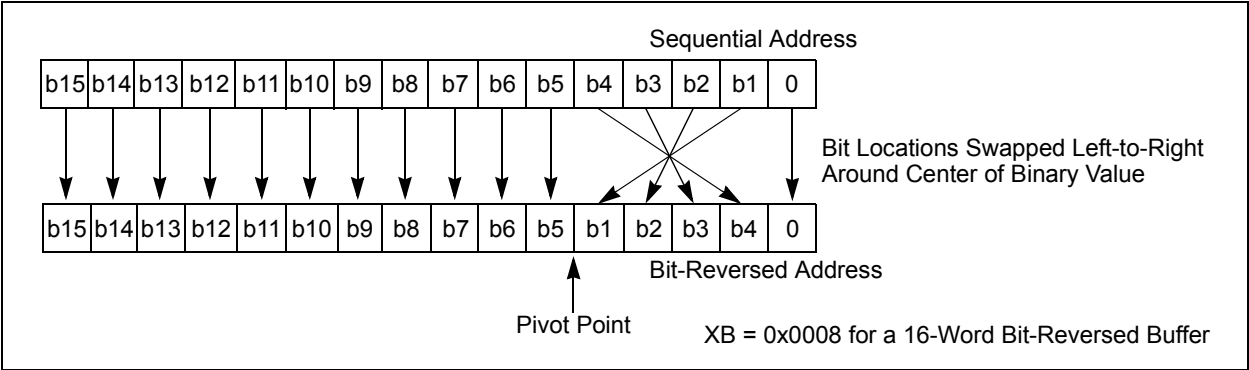 Sequential Address
b15 b14 b13 b12 b11 b10 b9 b8 b7 b6 b5 b4 b3 b2 b1 0
Bit Locations Swapped Left-to-Right
Around Center of Binary Value
b15 b14 b13 b12 b11 b10 b9 b8 b7 b6 b5 b1 b2 b3 b4 0
Bit-Reversed Address
Pivot Point
XB = 0x0008 for a 16-Word Bit-Reversed Buffer